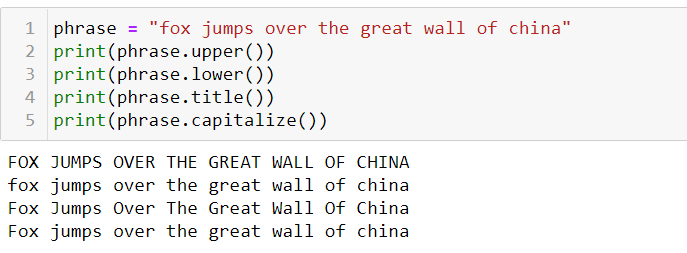 1 phrase = "fox jumps over the great wall of china"
2 print(phrase.upper())
3 print(phrase.lower())
4 print(phrase.title())
5 print(phrase.capitalize())
FOX JUMPS OVER THE GREAT WALL OF CHINA
fox jumps over the great wall of china
Fox Jumps Over The Great Wall Of China
Fox jumps over the great wall of china